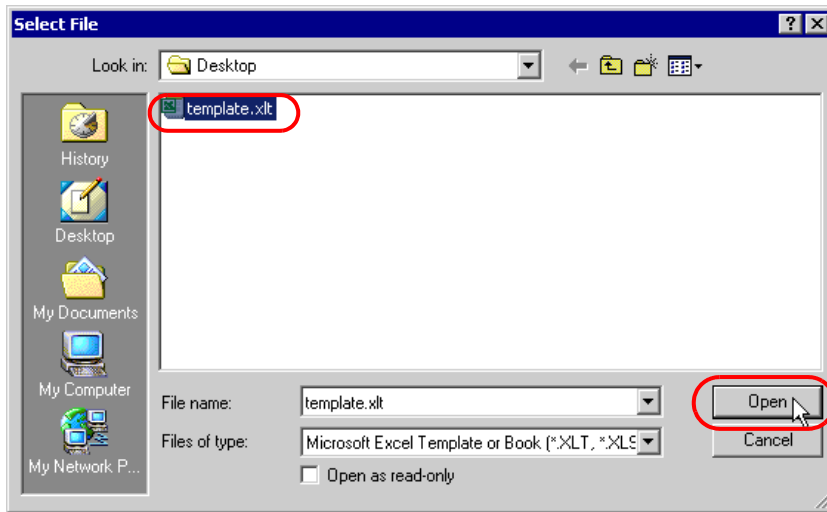 Select File
Look in: Desktop
template.xlt
History
Desktop
My Documents
My Computer
My Network P...
File name: template.xlt Open
Files of type: Microsoft Excel Template or Book (*.XLT, *.XLS Cancel
Open as read-only